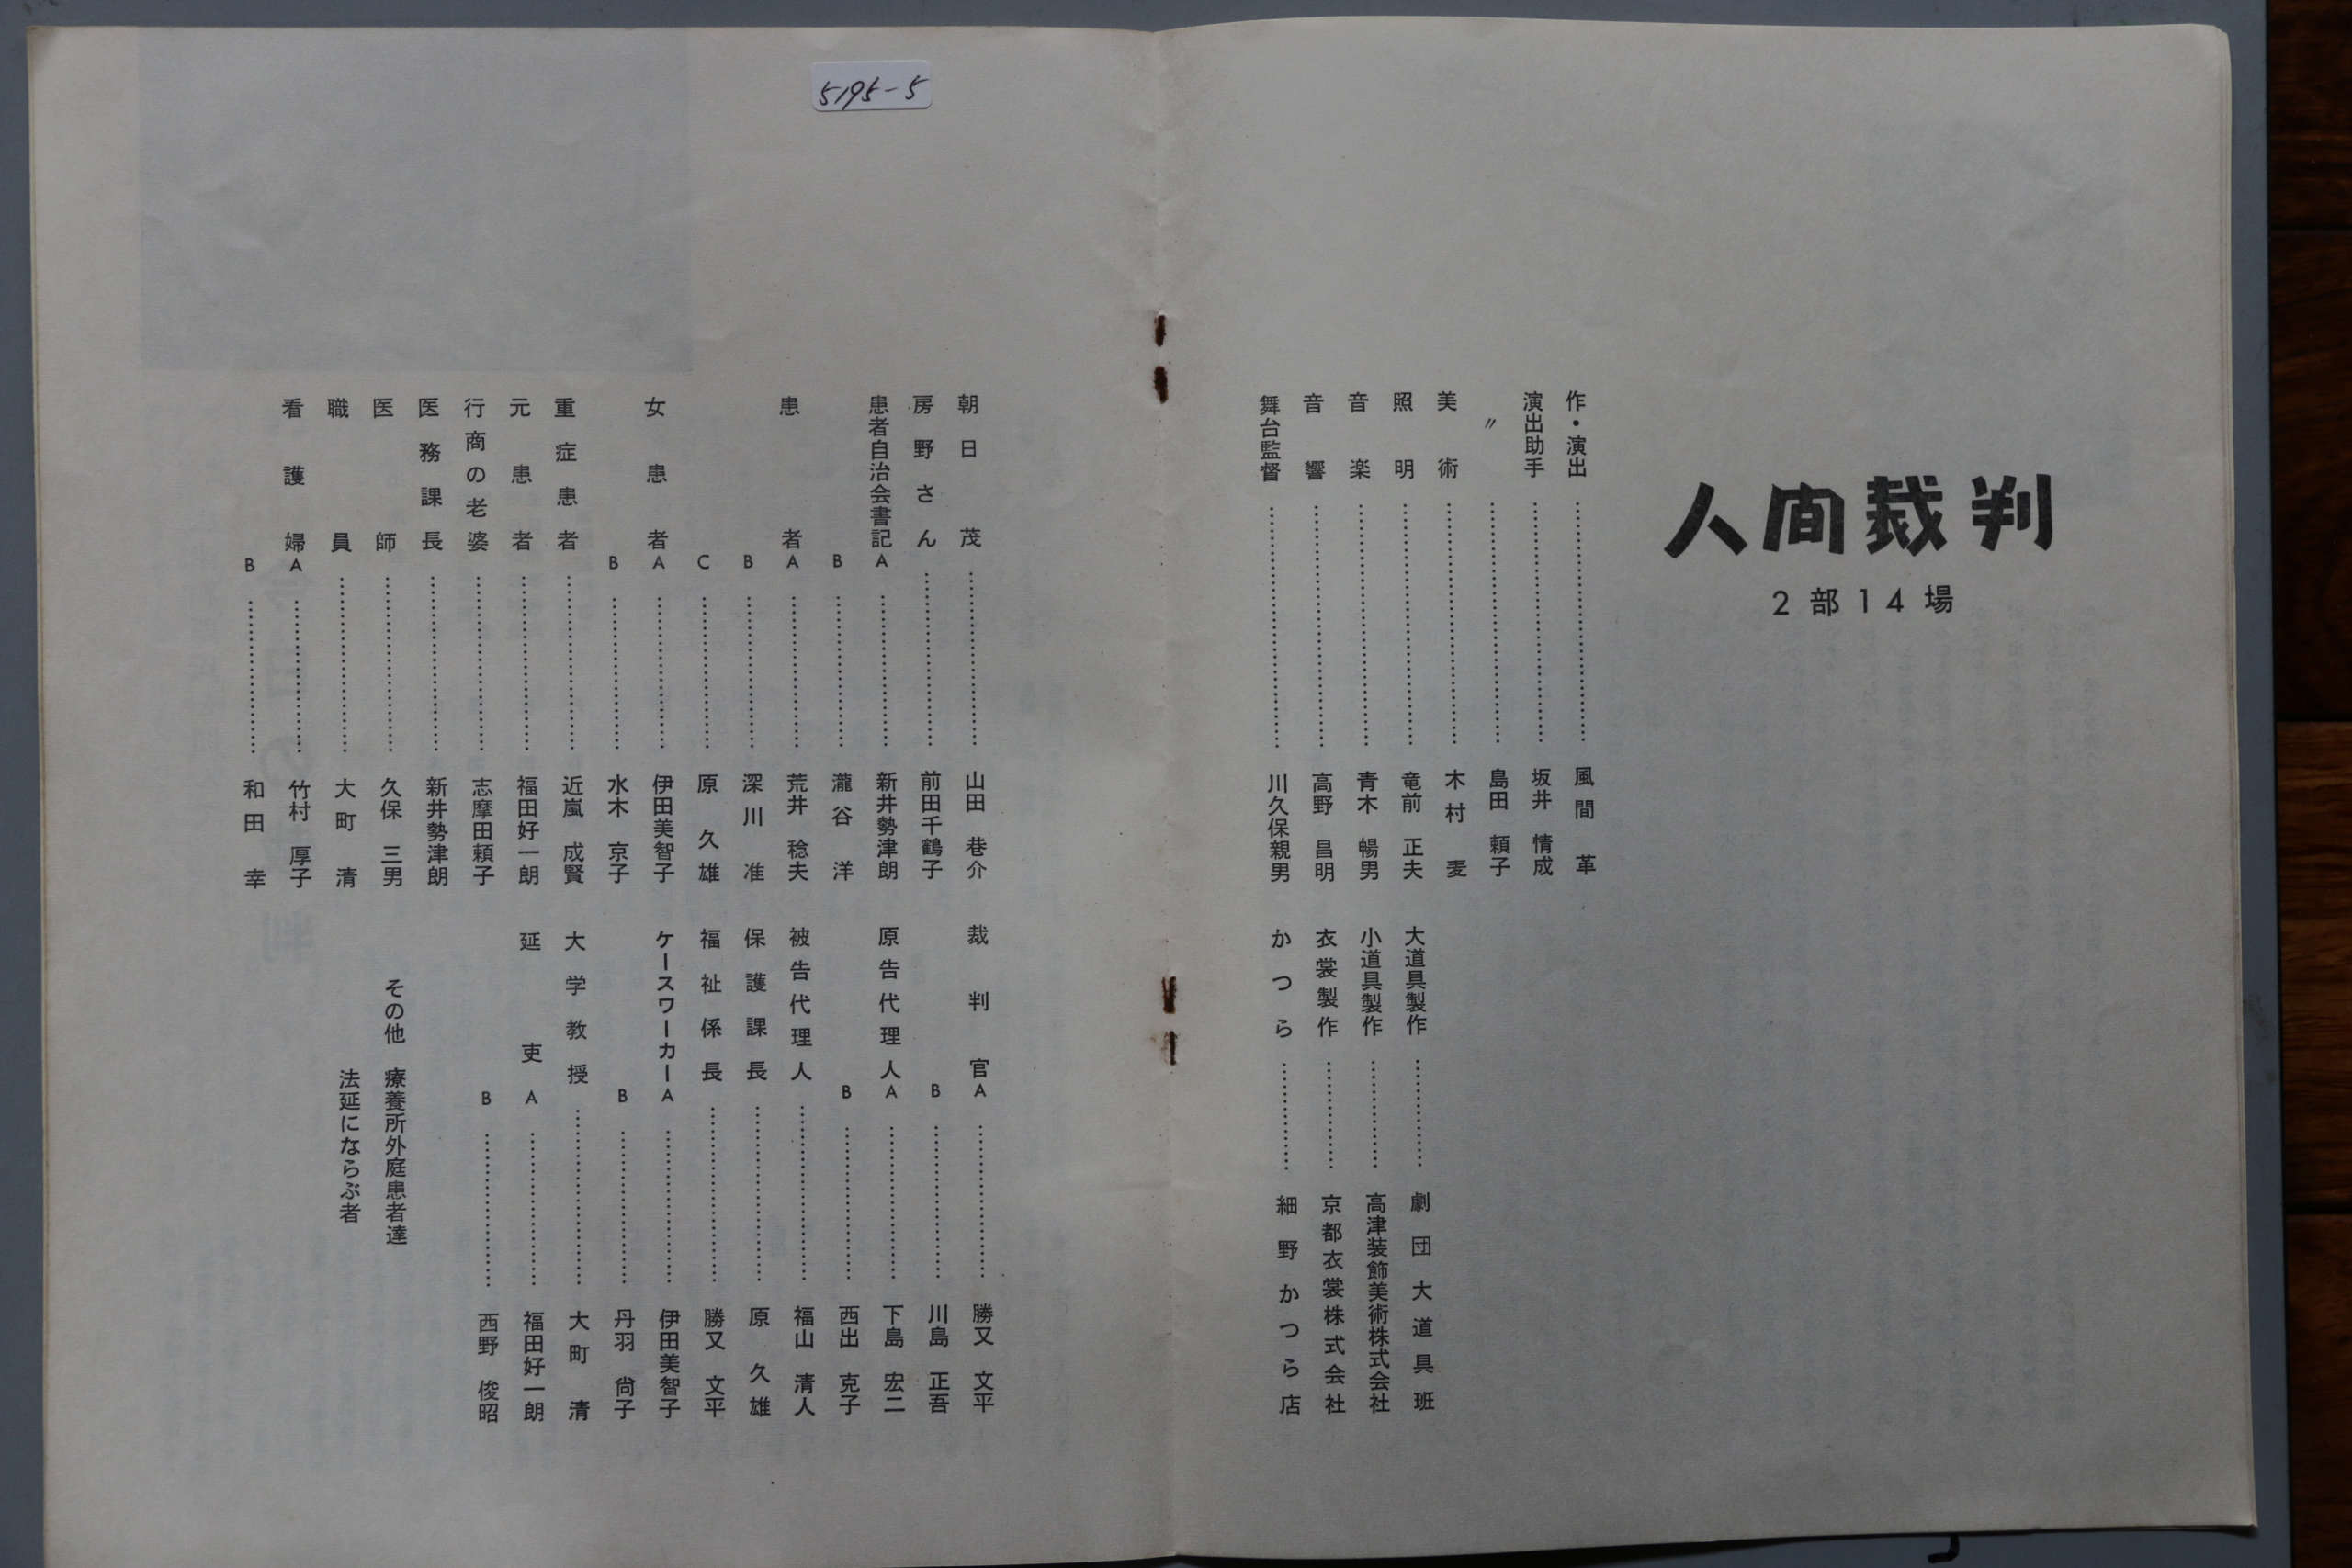 5195-5
人間裁判
2部14場
作・演出……風間革
演出助手……坂井情成
〃……島田頼子
美術……木村麦
照明……竜前正夫
音楽……青木暢男
音響……高野昌明
舞台監督……川久保親男
大道具製作……劇団大道具班
小道具製作……高津装飾美術株式会社
衣裳製作……京都衣裳株式会社
かつら……細野かつら店
朝日茂……山田巷介
房野さん……前田千鶴子
患者自治会書記A……新井勢津朗
B……瀧谷洋
患者A……荒井稔夫
B……深川准
C……原久雄
女患者A……伊田美智子
B……水木京子
重症患者……近嵐成賢
元患者……福田好一朗
行商の老婆……志摩田頼子
医務課長……新井勢津朗
医師……久保三男
職員……大町清
看護婦A……竹村厚子
B……和田幸
裁判官A……勝又文平
B……川島正吾
原告代理人A……下島宏二
B……西出克子
被告代理人……福山清人
保護課長……原久雄
福祉係長……勝又文平
ケースワーカーA……伊田美智子
B……丹羽尚子
大学教授……大町清
延吏A……福田好一朗
B……西野俊昭
その他 療養所外庭患者達
法延にならぶ者